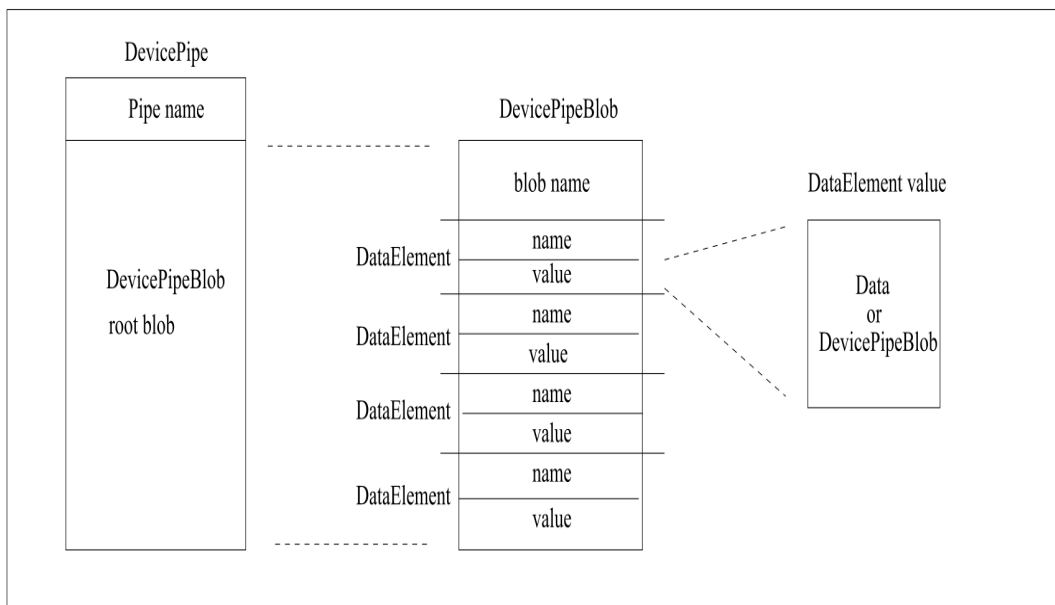 DevicePipe
Pipe name
DevicePipeBlob
root blob
DevicePipeBlob
blob name
DataElement
name
value
DataElement
name
value
DataElement
name
value
DataElement
name
value
DataElement value
Data
or
DevicePipeBlob